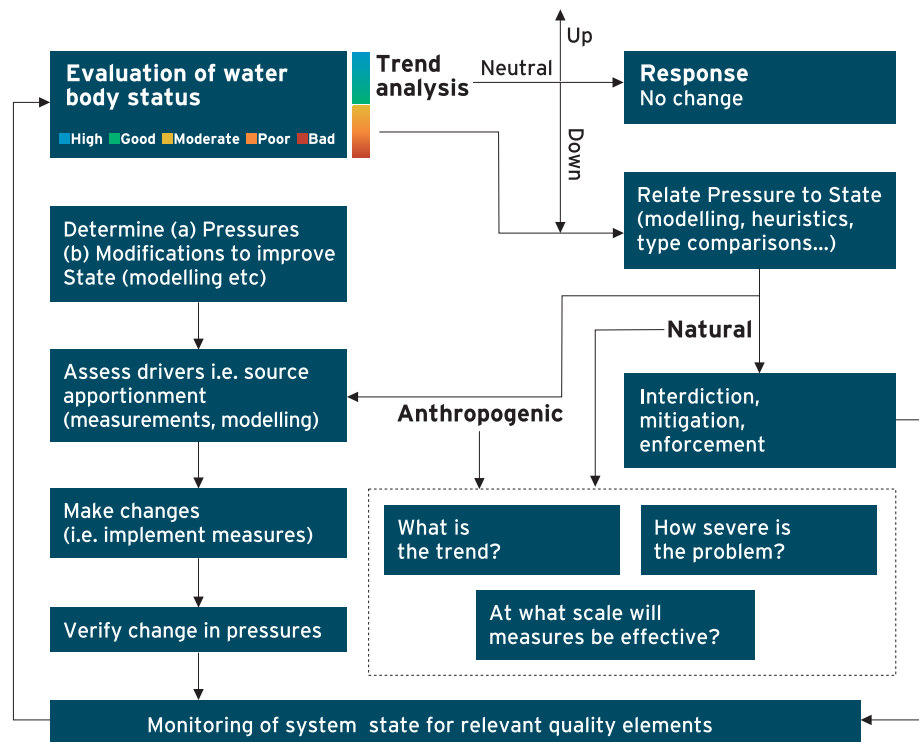 Evaluation of water
body status
High Good Moderate Poor Bad
Trend
analysis
Neutral
Up
Down
Response
No change
Relate Pressure to State
(modelling, heuristics,
type comparisons...)
Determine (a) Pressures
(b) Modifications to improve
State (modelling etc)
Natural
Assess drivers i.e. source
apportionment
(measurements, modelling)
Anthropogenic
Interdiction,
mitigation,
enforcement
Make changes
(i.e. implement measures)
What is
the trend?
How severe is
the problem?
At what scale will
measures be effective?
Verify change in pressures
Monitoring of system state for relevant quality elements